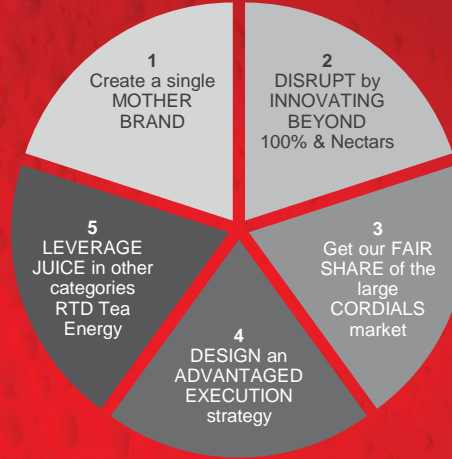 1
Create a single
MOTHER
BRAND
2
DISRUPT by
INNOVATING
BEYOND
100% & Nectars
3
Get our FAIR
SHARE of the
large
CORDIALS
market
4
DESIGN an
ADVANTAGED
EXECUTION
strategy
5
LEVERAGE
JUICE in other
categories
RTD Tea
Energy